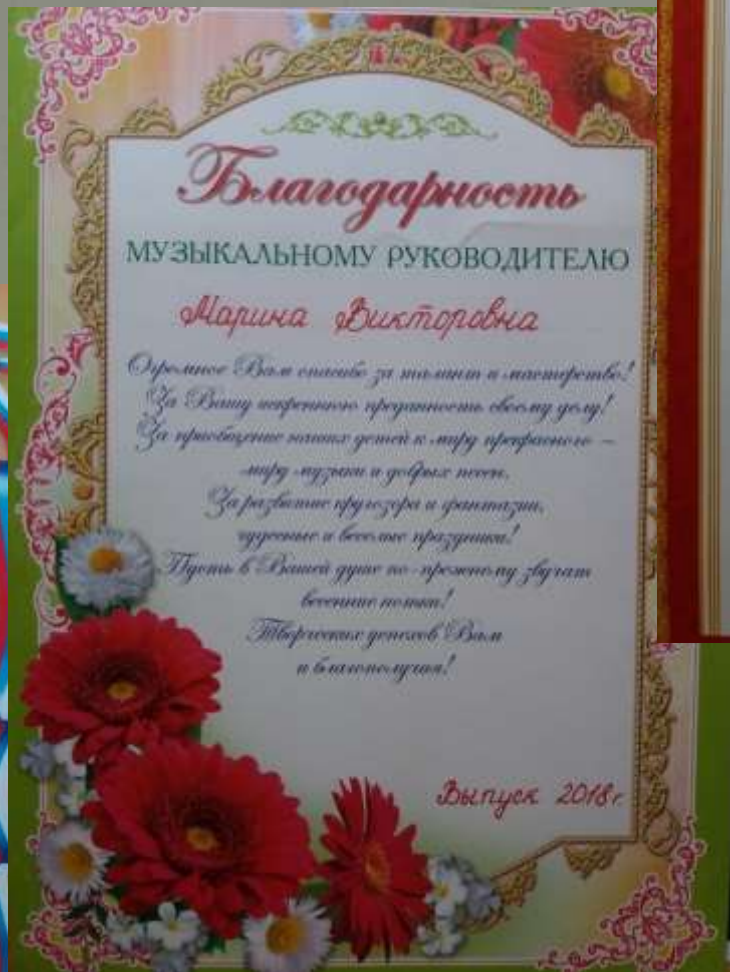 Благодарность
МУЗЫКАЛЬНОМУ РУКОВОДИТЕЛЮ
Марина Викторовна
Огромное Вам спасибо за талант и мастерство!
За Вашу искреннюю преданность своему делу!
За приобщение наших детей к миру прекрасного –
миру музыки и добрых песен,
За развитие кругозора и фантазии,
чудесные и веселые праздники!
Пусть в Вашей душе по-прежнему звучат
весенние нотки!
Творческих успехов Вам
и благополучия!
Выпуск 2018г.